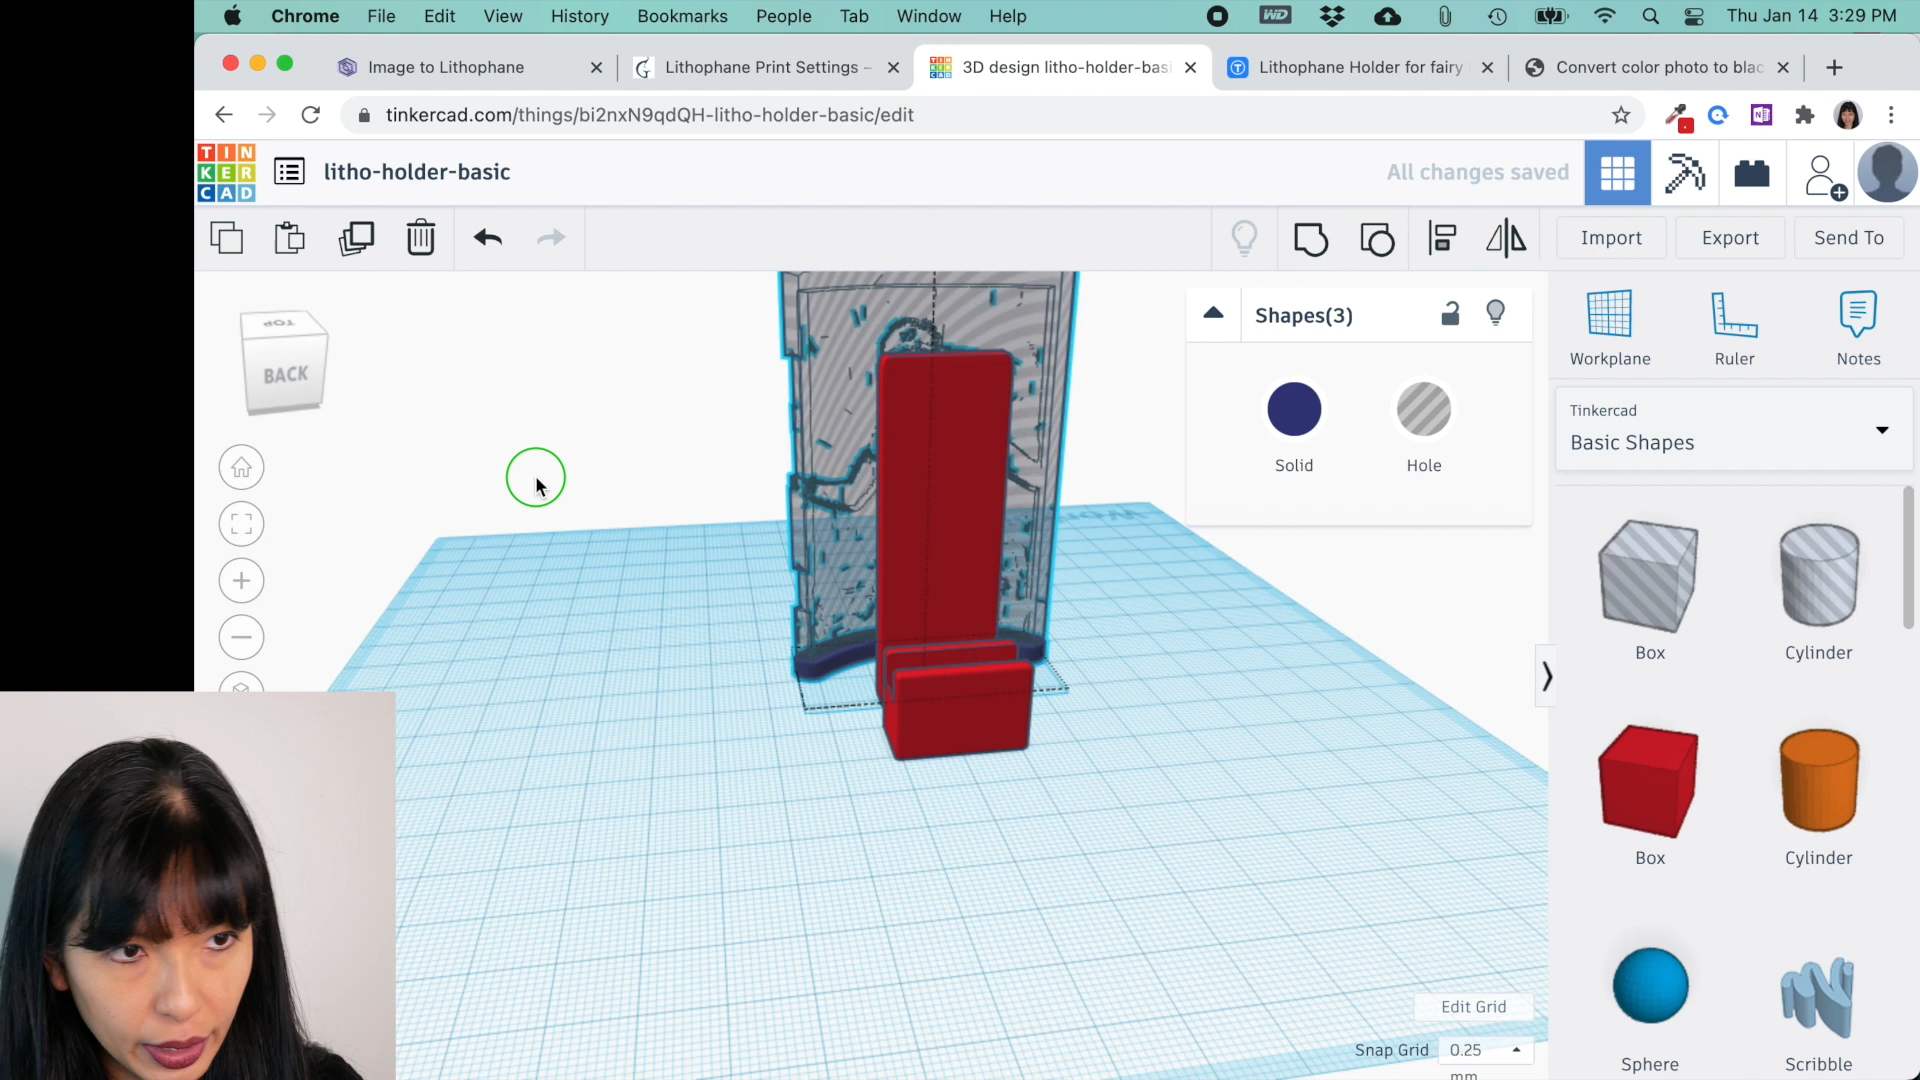 Chrome File Edit View History Bookmarks People Tab Window Help WD Thu Jan 14 3:29 PM
Image to Lithophane Lithophane Print Settings – 3D design litho-holder-basi Lithophane Holder for fairy Convert color photo to blac
tinkercad.com/things/bi2nxN9qdQH-litho-holder-basic/edit
TIN
KER
CAD
litho-holder-basic
All changes saved
Import Export Send To
TOP
BACK
Shapes(3)
Solid Hole
Workplane Ruler Notes
Tinkercad
Basic Shapes
Box Cylinder
Box Cylinder
Sphere Scribble
Edit Grid
Snap Grid 0.25
mm